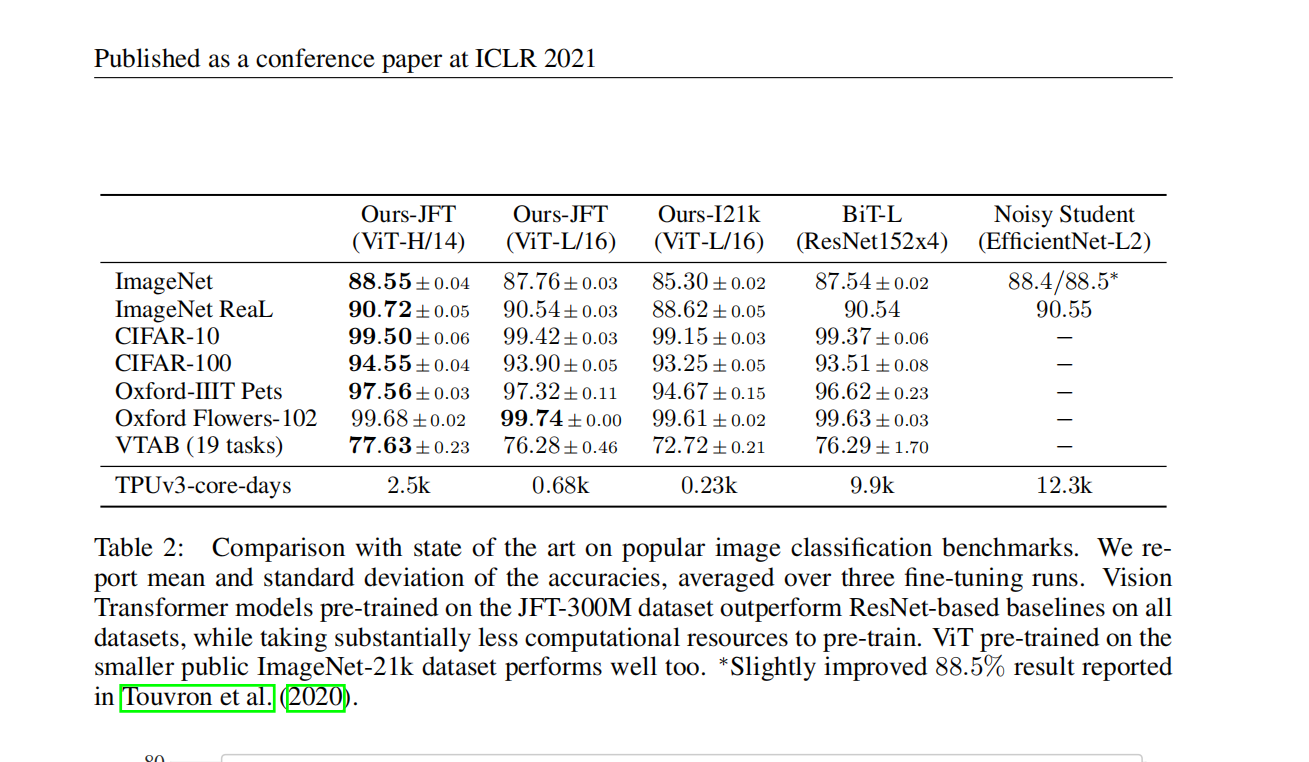 Published as a conference paper at ICLR 2021
Ours-JFT Ours-JFT Ours-I21k BiT-L Noisy Student
(ViT-H/14) (ViT-L/16) (ViT-L/16) (ResNet152x4) (EfficientNet-L2)
ImageNet 88.55 ± 0.04 87.76 ± 0.03 85.30 ± 0.02 87.54 ± 0.02 88.4/88.5*
ImageNet ReaL 90.72 ± 0.05 90.54 ± 0.03 88.62 ± 0.05 90.54 90.55
CIFAR-10 99.50 ± 0.06 99.42 ± 0.03 99.15 ± 0.03 99.37 ± 0.06 −
CIFAR-100 94.55 ± 0.04 93.90 ± 0.05 93.25 ± 0.05 93.51 ± 0.08 −
Oxford-IIIT Pets 97.56 ± 0.03 97.32 ± 0.11 94.67 ± 0.15 96.62 ± 0.23 −
Oxford Flowers-102 99.68 ± 0.02 99.74 ± 0.00 99.61 ± 0.02 99.63 ± 0.03 −
VTAB (19 tasks) 77.63 ± 0.23 76.28 ± 0.46 72.72 ± 0.21 76.29 ± 1.70 −
TPUv3-core-days 2.5k 0.68k 0.23k 9.9k 12.3k
Table 2: Comparison with state of the art on popular image classification benchmarks. We re-
port mean and standard deviation of the accuracies, averaged over three fine-tuning runs. Vision
Transformer models pre-trained on the JFT-300M dataset outperform ResNet-based baselines on all
datasets, while taking substantially less computational resources to pre-train. ViT pre-trained on the
smaller public ImageNet-21k dataset performs well too. *Slightly improved 88.5% result reported
in Touvron et al. (2020).